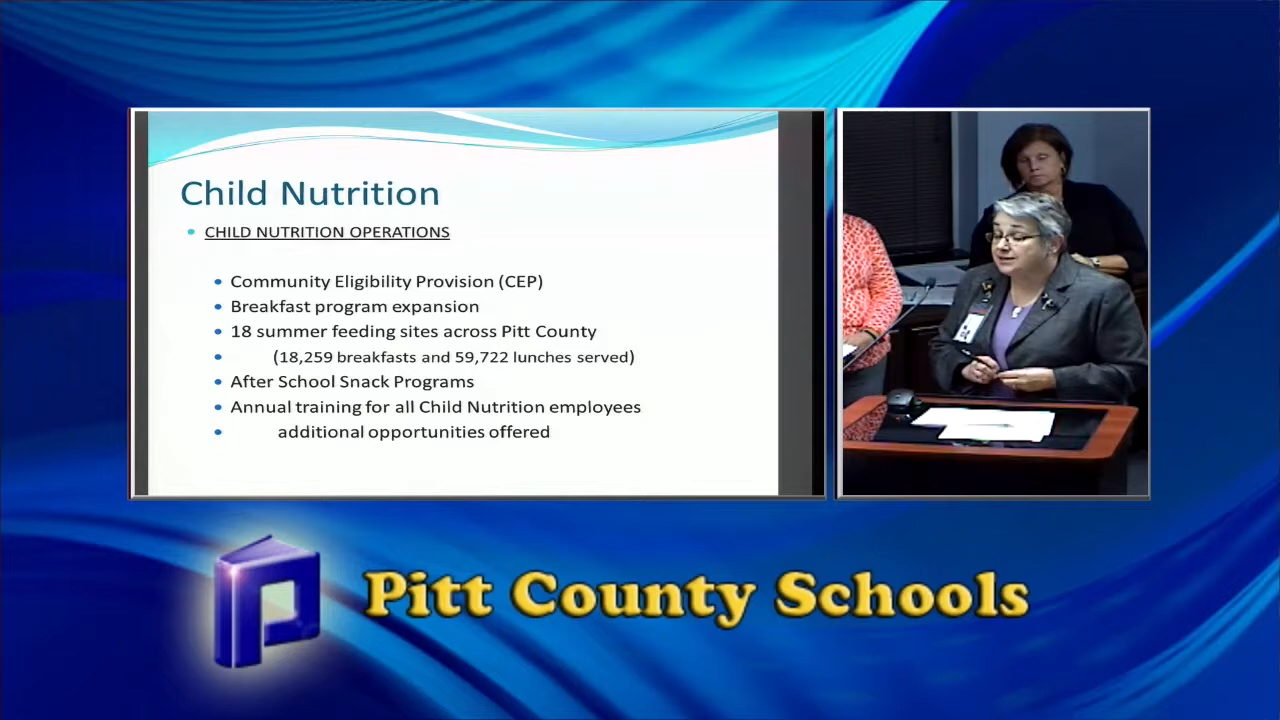 Child Nutrition
CHILD NUTRITION OPERATIONS
Community Eligibility Provision (CEP)
Breakfast program expansion
18 summer feeding sites across Pitt County
(18,259 breakfasts and 59,722 lunches served)
After School Snack Programs
Annual training for all Child Nutrition employees
additional opportunities offered
Pitt County Schools